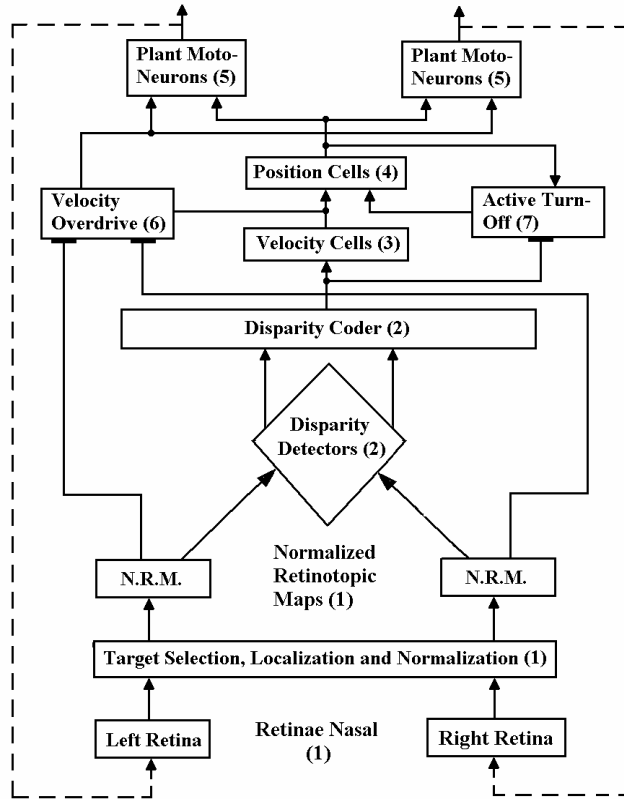 Plant Moto-
Neurons (5)
Plant Moto-
Neurons (5)
Position Cells (4)
Velocity
Overdrive (6)
Active Turn-
Off (7)
Velocity Cells (3)
Disparity Coder (2)
Disparity
Detectors (2)
Normalized
Retinotopic
Maps (1)
N.R.M.
N.R.M.
Target Selection, Localization and Normalization (1)
Left Retina
Retinae Nasal
(1)
Right Retina